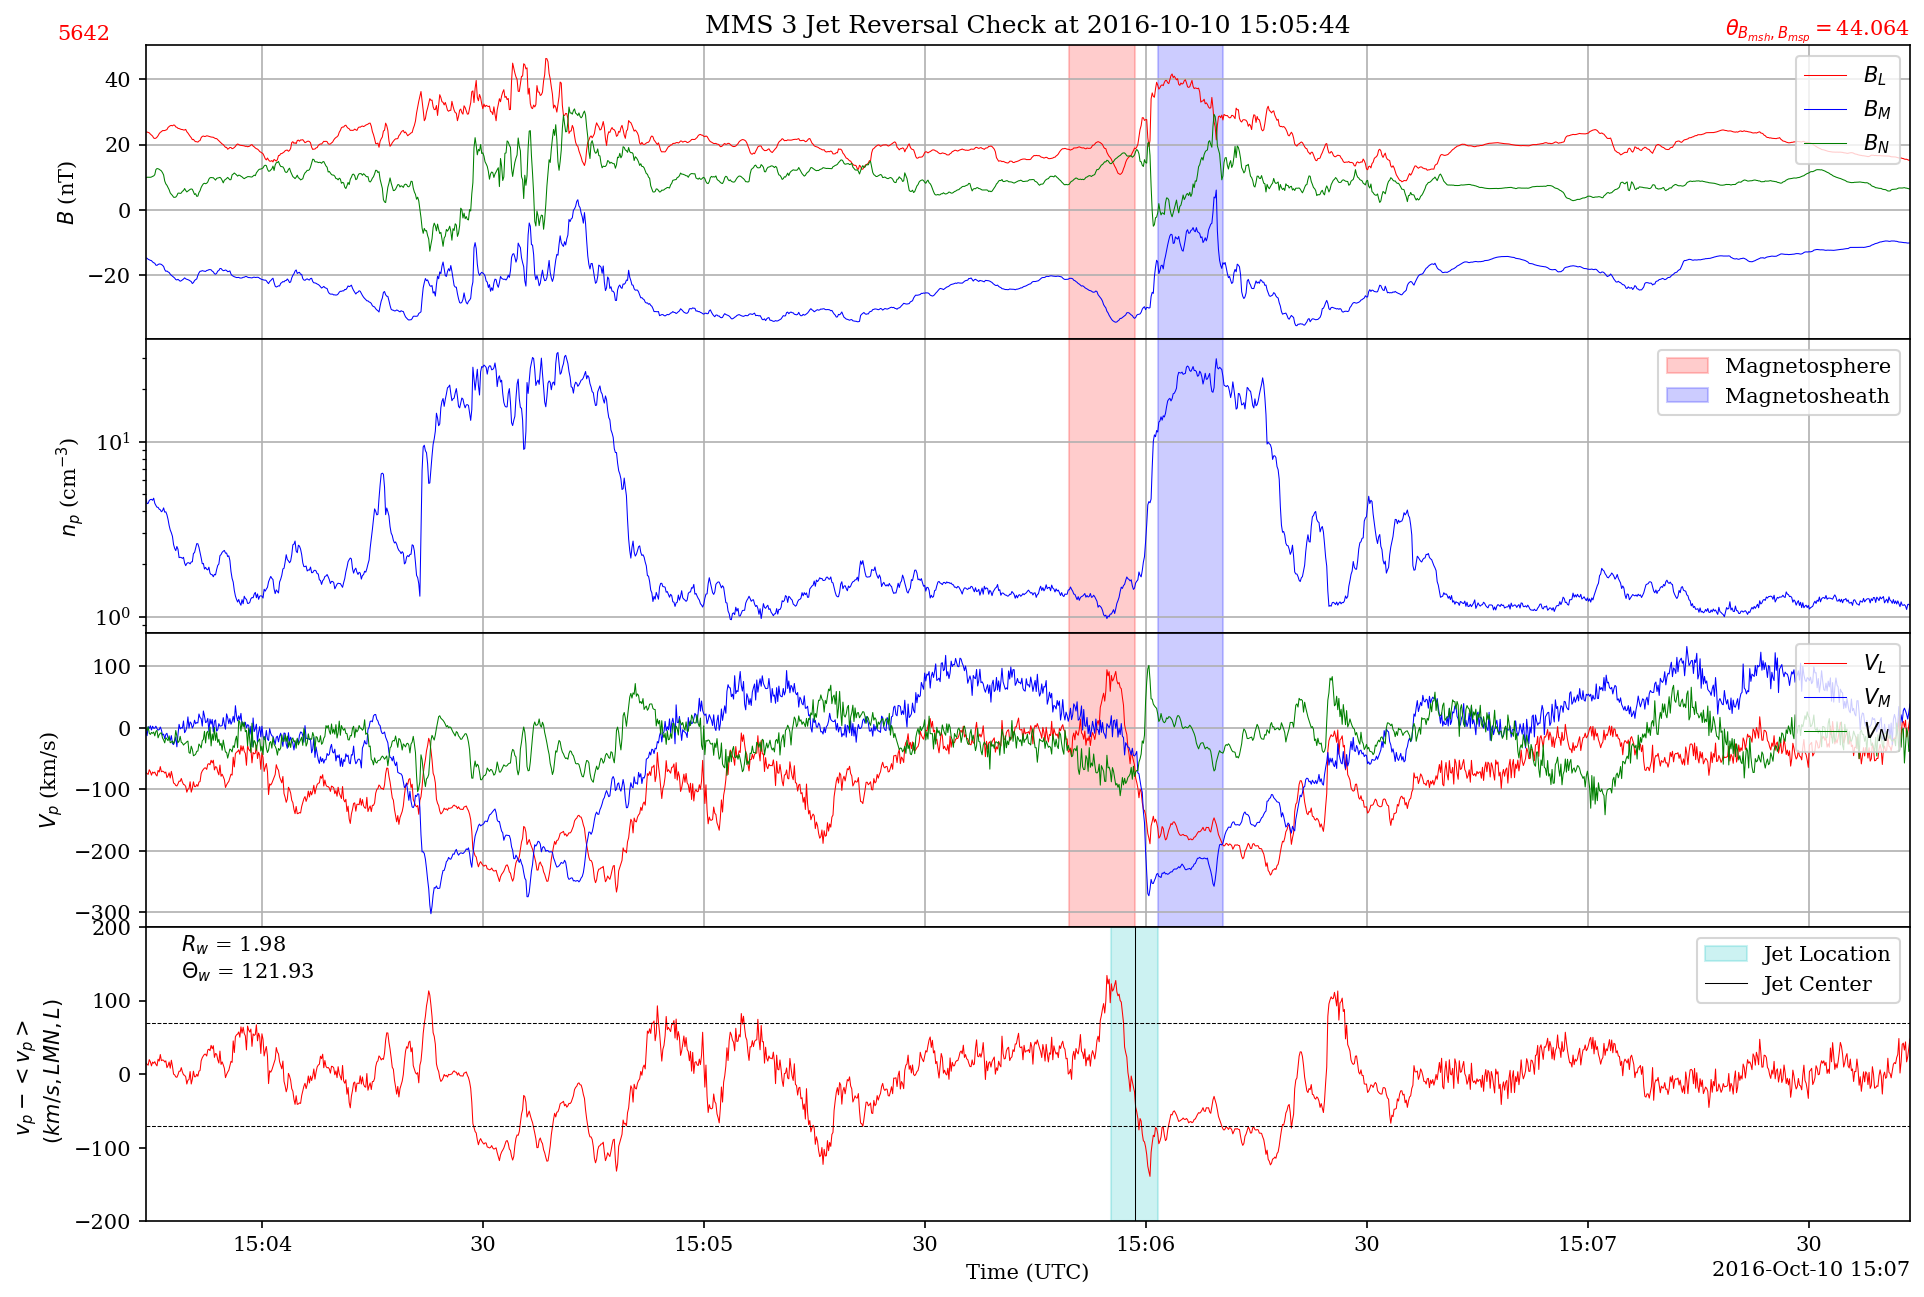 MMS 3 Jet Reversal Check at 2016-10-10 15:05:44
5642
θ_{B_{msh}, B_{msp}} = 44.064
40
20
0
−20
B (nT)
B_L
B_M
B_N
10^1
10^0
n_p (cm^{−3})
Magnetosphere
Magnetosheath
100
0
−100
−200
−300
V_p (km/s)
V_L
V_M
V_N
200
100
0
−100
−200
v_p − < v_p >
(km/s, LMN, L)
R_w = 1.98
Θ_w = 121.93
Jet Location
Jet Center
15:04
30
15:05
30
15:06
30
15:07
30
Time (UTC)
2016-Oct-10 15:07